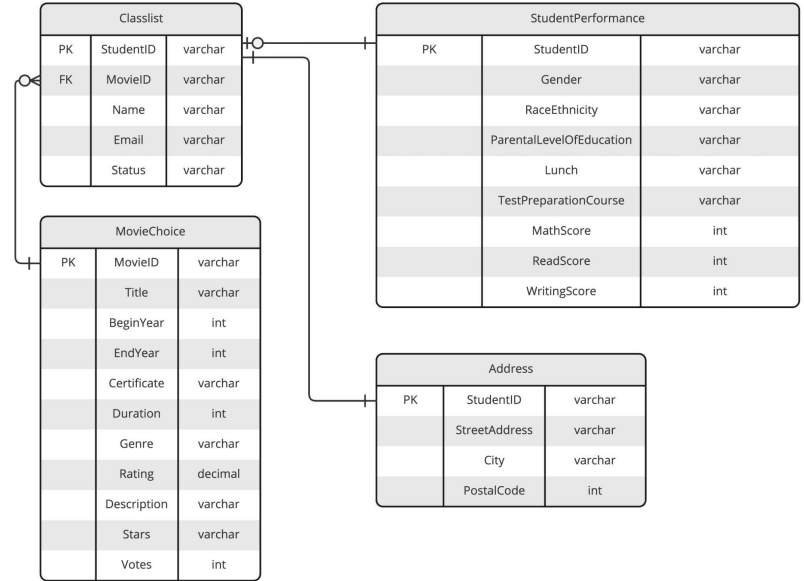 Classlist
PK StudentID varchar
FK MovieID varchar
Name varchar
Email varchar
Status varchar
StudentPerformance
PK StudentID varchar
Gender varchar
RaceEthnicity varchar
ParentalLevelOfEducation varchar
Lunch varchar
TestPreparationCourse varchar
MathScore int
ReadScore int
WritingScore int
MovieChoice
PK MovieID varchar
Title varchar
BeginYear int
EndYear int
Certificate varchar
Duration int
Genre varchar
Rating decimal
Description varchar
Stars varchar
Votes int
Address
PK StudentID varchar
StreetAddress varchar
City varchar
PostalCode int